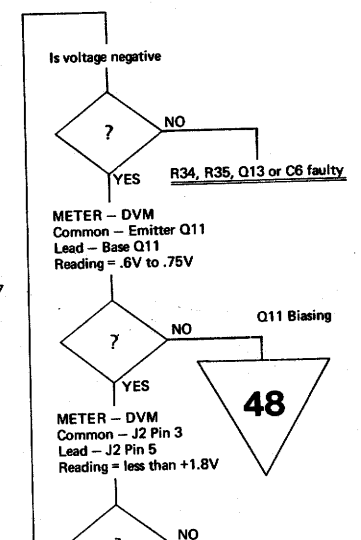 Is voltage negative
?
NO
R34, R35, Q13 or C6 faulty
YES
METER – DVM
Common – Emitter Q11
Lead – Base Q11
Reading = .6V to .75V
Q11 Biasing
?
NO
48
YES
METER – DVM
Common – J2 Pin 3
Lead – J2 Pin 5
Reading = less than +1.8V
NO